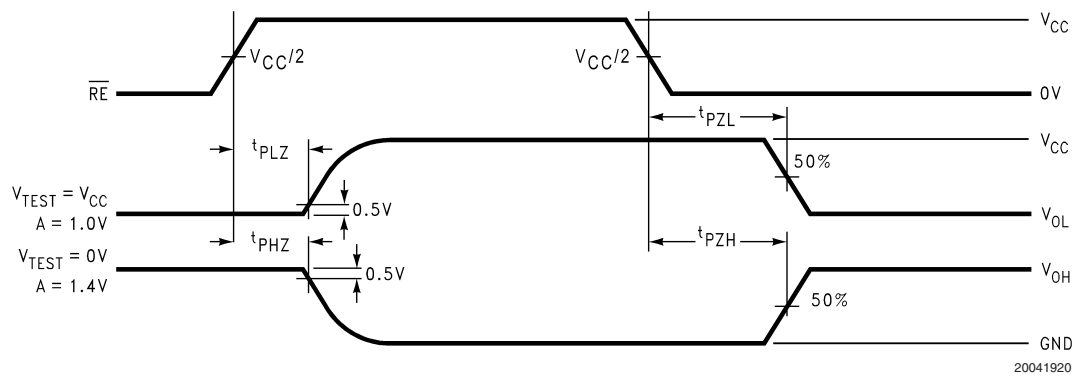 V_CC
V_CC/2
V_CC/2
R̅E̅
0V
t_PZL
V_CC
t_PLZ
50%
V_TEST = V_CC
A = 1.0V
0.5V
V_OL
t_PHZ
t_PZH
V_TEST = 0V
A = 1.4V
0.5V
V_OH
50%
GND
20041920